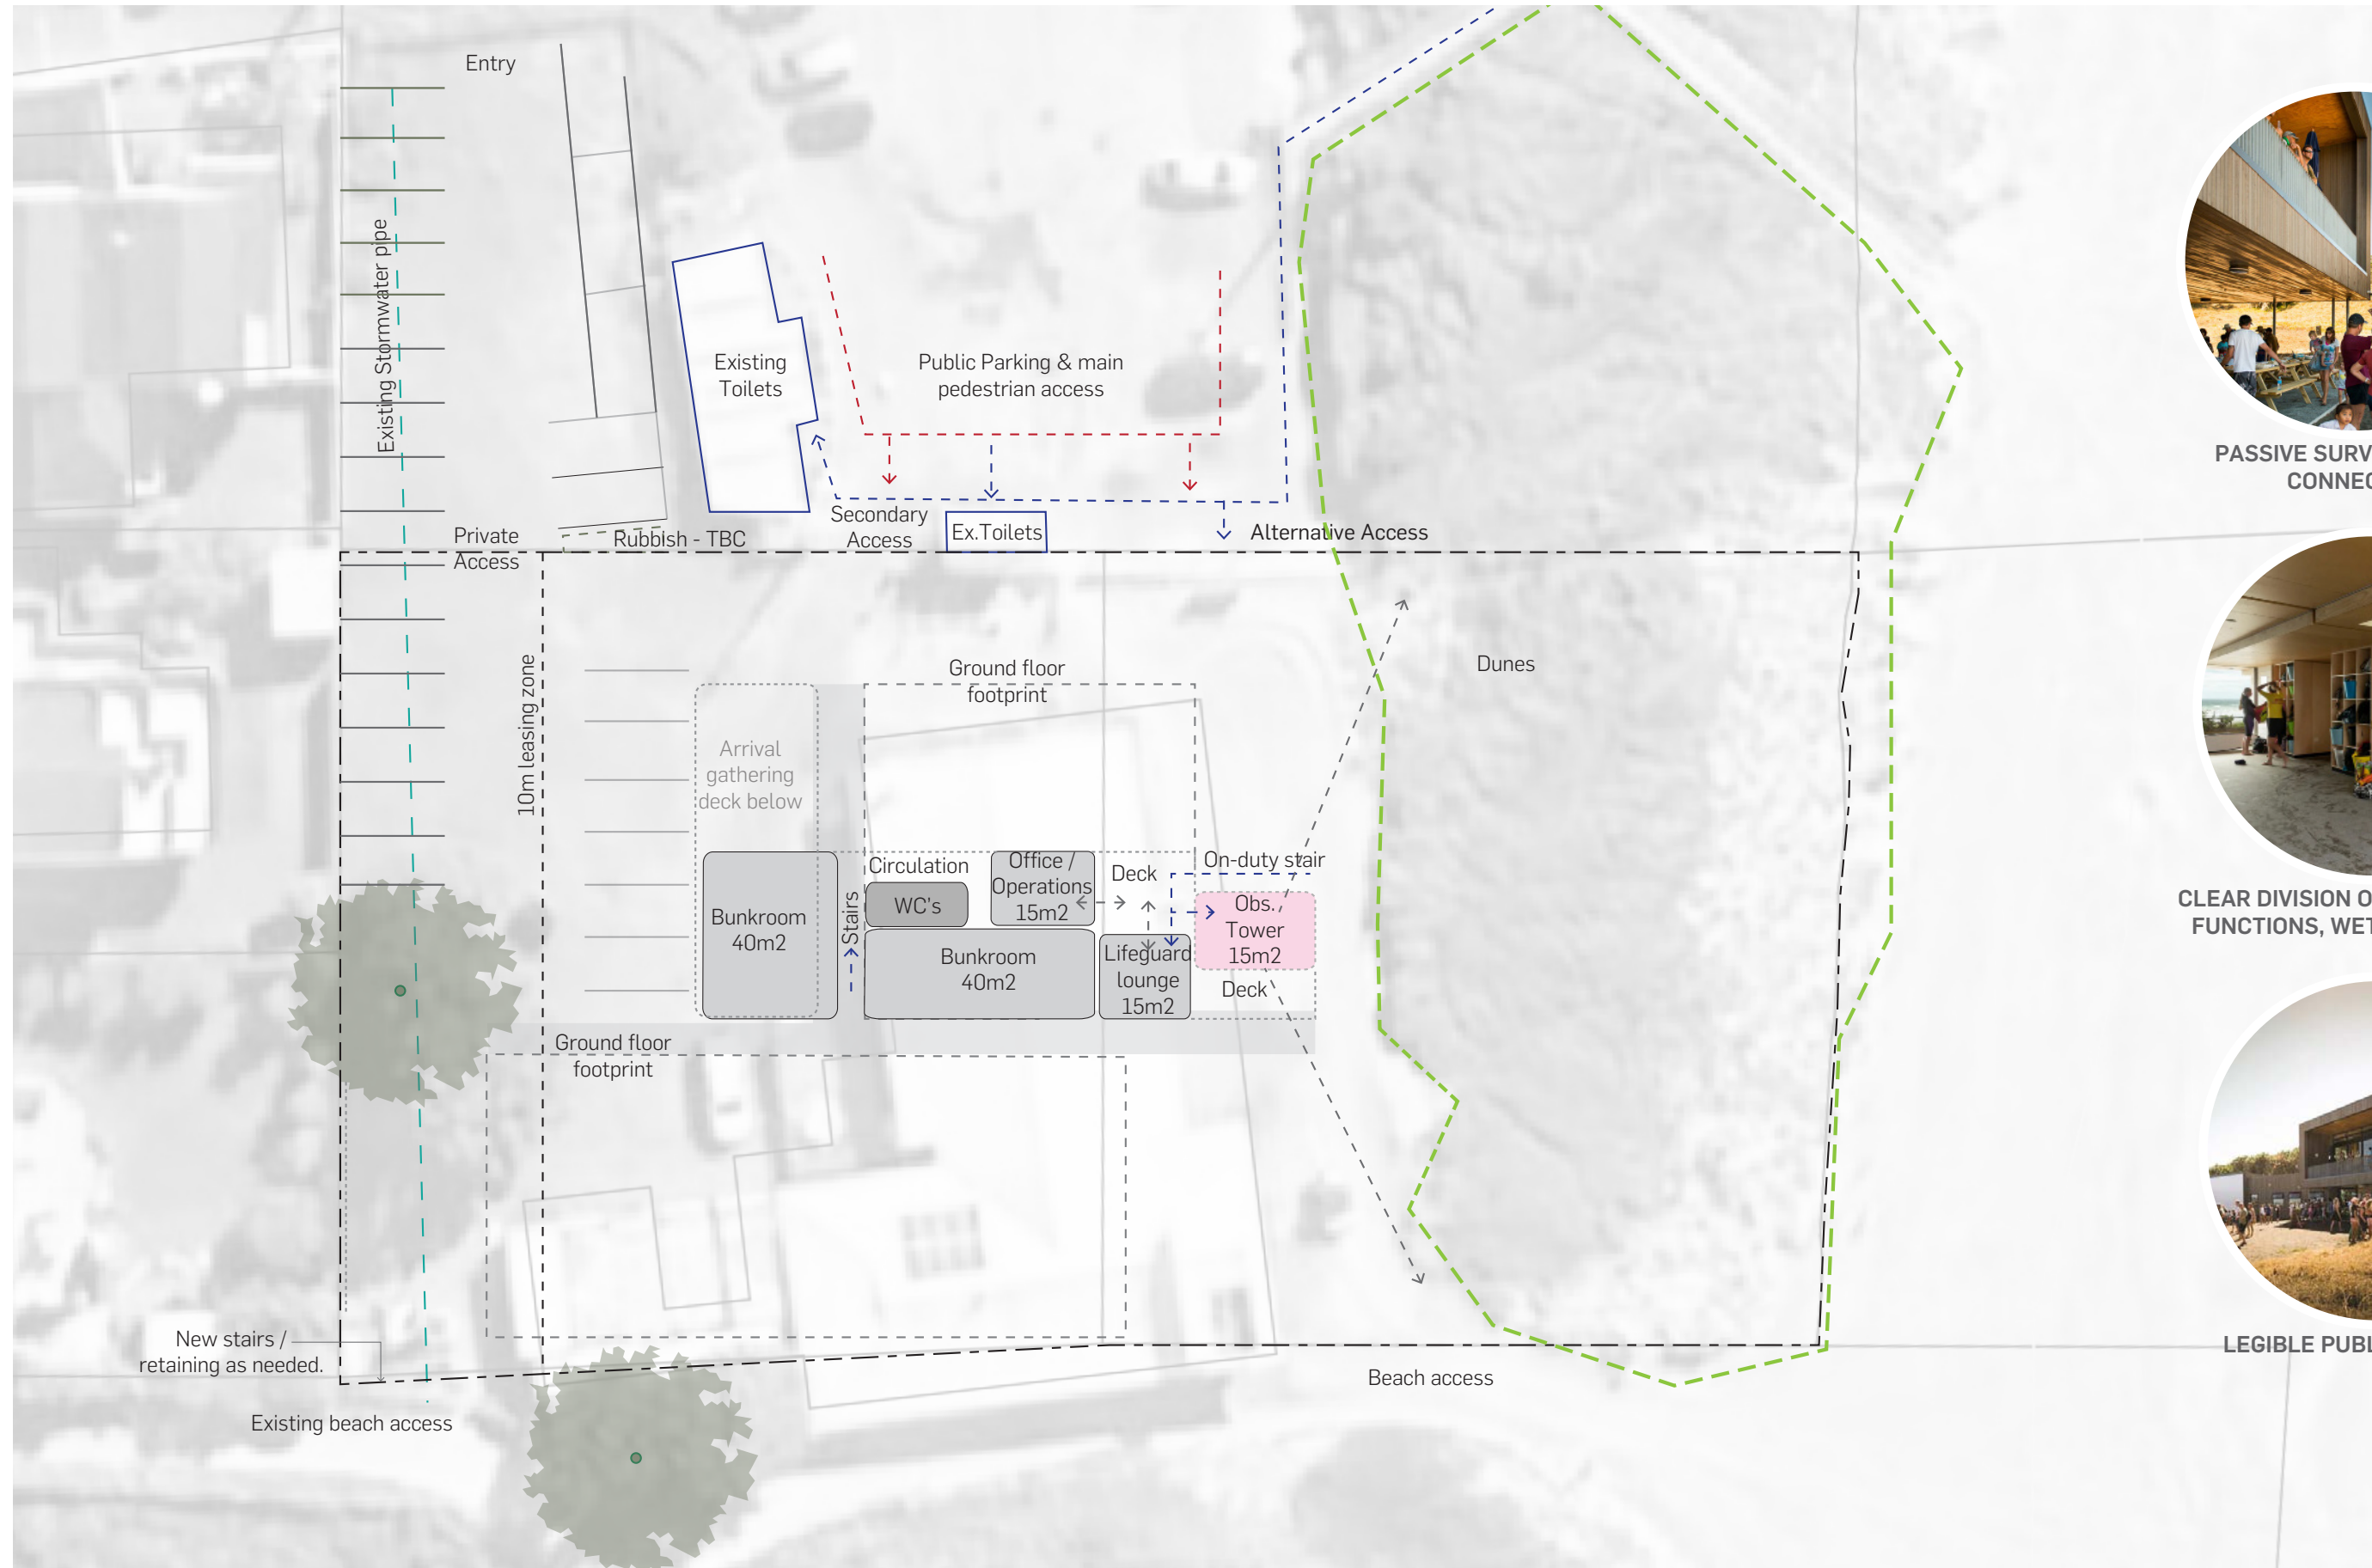 Entry
Existing Stormwater pipe
Existing
Toilets
Public Parking & main
pedestrian access
Secondary
Access
Ex.Toilets
Alternative Access
Private
Access
Rubbish - TBC
10m leasing zone
Ground floor
footprint
Dunes
Arrival
gathering
deck below
Circulation
Office /
Operations
15m2
Deck
On-duty stair
WC's
Bunkroom
40m2
Stairs
Bunkroom
40m2
Lifeguard
lounge
15m2
Obs.
Tower
15m2
Deck
Ground floor
footprint
New stairs /
retaining as needed.
Existing beach access
Beach access
PASSIVE SURV
CONNEC
CLEAR DIVISION O
FUNCTIONS, WET
LEGIBLE PUBL